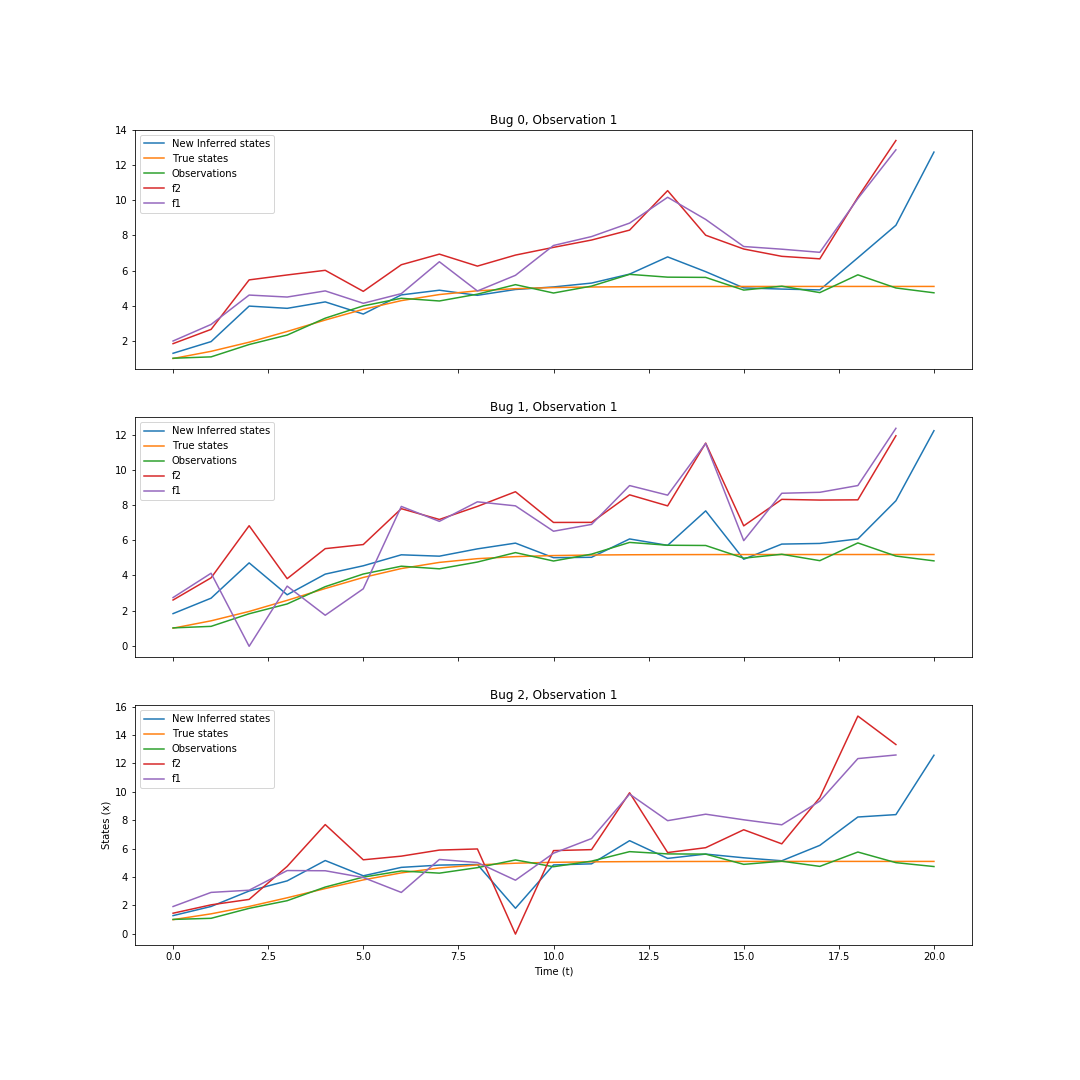 Bug 0, Observation 1
14
12
10
8
6
4
2
New Inferred states
True states
Observations
f2
f1
Bug 1, Observation 1
12
10
8
6
4
2
0
New Inferred states
True states
Observations
f2
f1
Bug 2, Observation 1
16
14
12
10
8
6
4
2
0
States (x)
New Inferred states
True states
Observations
f2
f1
0.0 2.5 5.0 7.5 10.0 12.5 15.0 17.5 20.0
Time (t)